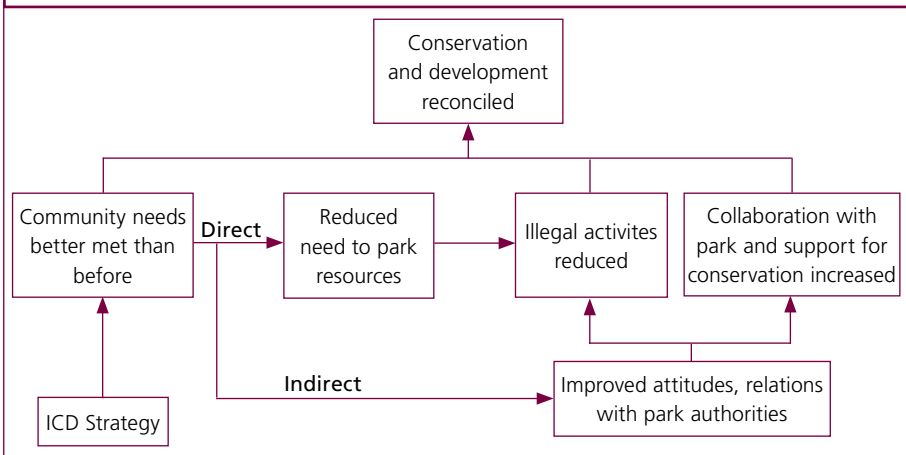 Conservation
and development
reconciled
Community needs
better met than
before
Direct
Reduced
need to park
resources
Illegal activites
reduced
Collaboration with
park and support for
conservation increased
Indirect
Improved attitudes, relations
with park authorities
ICD Strategy